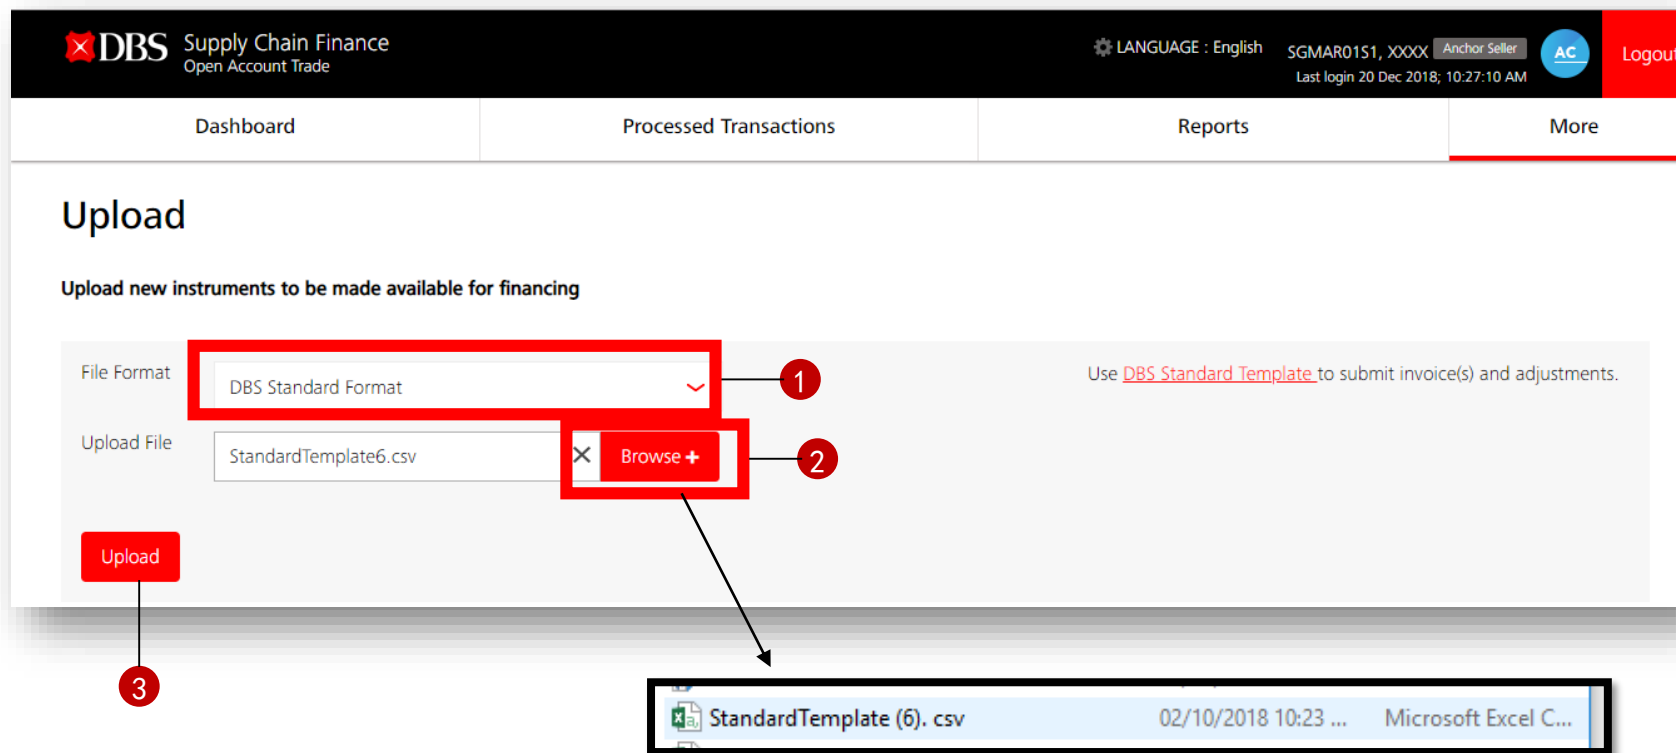 DBS Supply Chain Finance
Open Account Trade
LANGUAGE : English
SGMAR01S1, XXXX Anchor Seller
Last login 20 Dec 2018; 10:27:10 AM
AC
Logout
Dashboard Processed Transactions Reports More
Upload
Upload new instruments to be made available for financing
File Format DBS Standard Format
1
Use DBS Standard Template to submit invoice(s) and adjustments.
Upload File StandardTemplate6.csv Browse +
2
Upload
3
StandardTemplate (6). csv 02/10/2018 10:23 ... Microsoft Excel C...